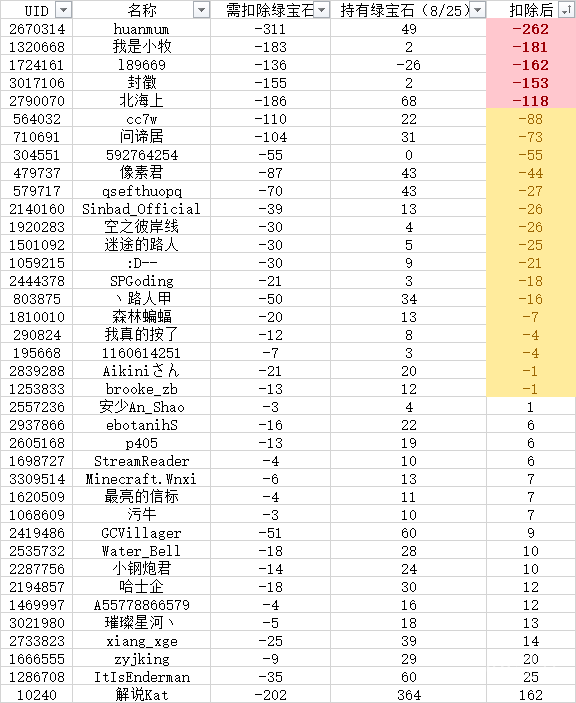 UID 名称 需扣除绿宝石 持有绿宝石（8/25） 扣除后
2670314 huanmum -311 49 -262
1320668 我是小牧 -183 2 -181
1724161 189669 -136 -26 -162
3017106 封徽 -155 2 -153
2790070 北海上 -186 68 -118
564032 cc7w -110 22 -88
710691 问谛居 -104 31 -73
304551 592764254 -55 0 -55
479737 像素君 -87 43 -44
579717 qsefthuopq -70 43 -27
2140160 Sinbad_Official -39 13 -26
1920283 空之彼岸线 -30 4 -26
1501092 迷途的路人 -30 5 -25
1059215 :D-- -30 9 -21
2444378 SPGoding -21 3 -18
803875 丶路人甲 -50 34 -16
1810010 森林蝙蝠 -20 13 -7
290824 我真的按了 -12 8 -4
195668 1160614251 -7 3 -4
2839288 Aikiniさん -21 20 -1
1253833 brooke_zb -13 12 -1
2557236 安少An_Shao -3 4 1
2937866 ebotanihS -16 22 6
2605168 p405 -13 19 6
1698727 StreamReader -4 10 6
3309514 Minecraft.Wnxi -6 13 7
1620509 最亮的信标 -4 11 7
1068609 污牛 -3 10 7
2419486 GCVillager -51 60 9
2535732 Water_Bell -18 28 10
2287756 小钢炮君 -14 24 10
2194857 哈士企 -18 30 12
1469997 A55778866579 -4 16 12
3021980 璀璨星河丶 -5 18 13
2733823 xiang_xge -25 39 14
1666555 zyjking -9 29 20
1286708 ItIsEnderman -35 60 25
10240 解说Kat -202 364 162